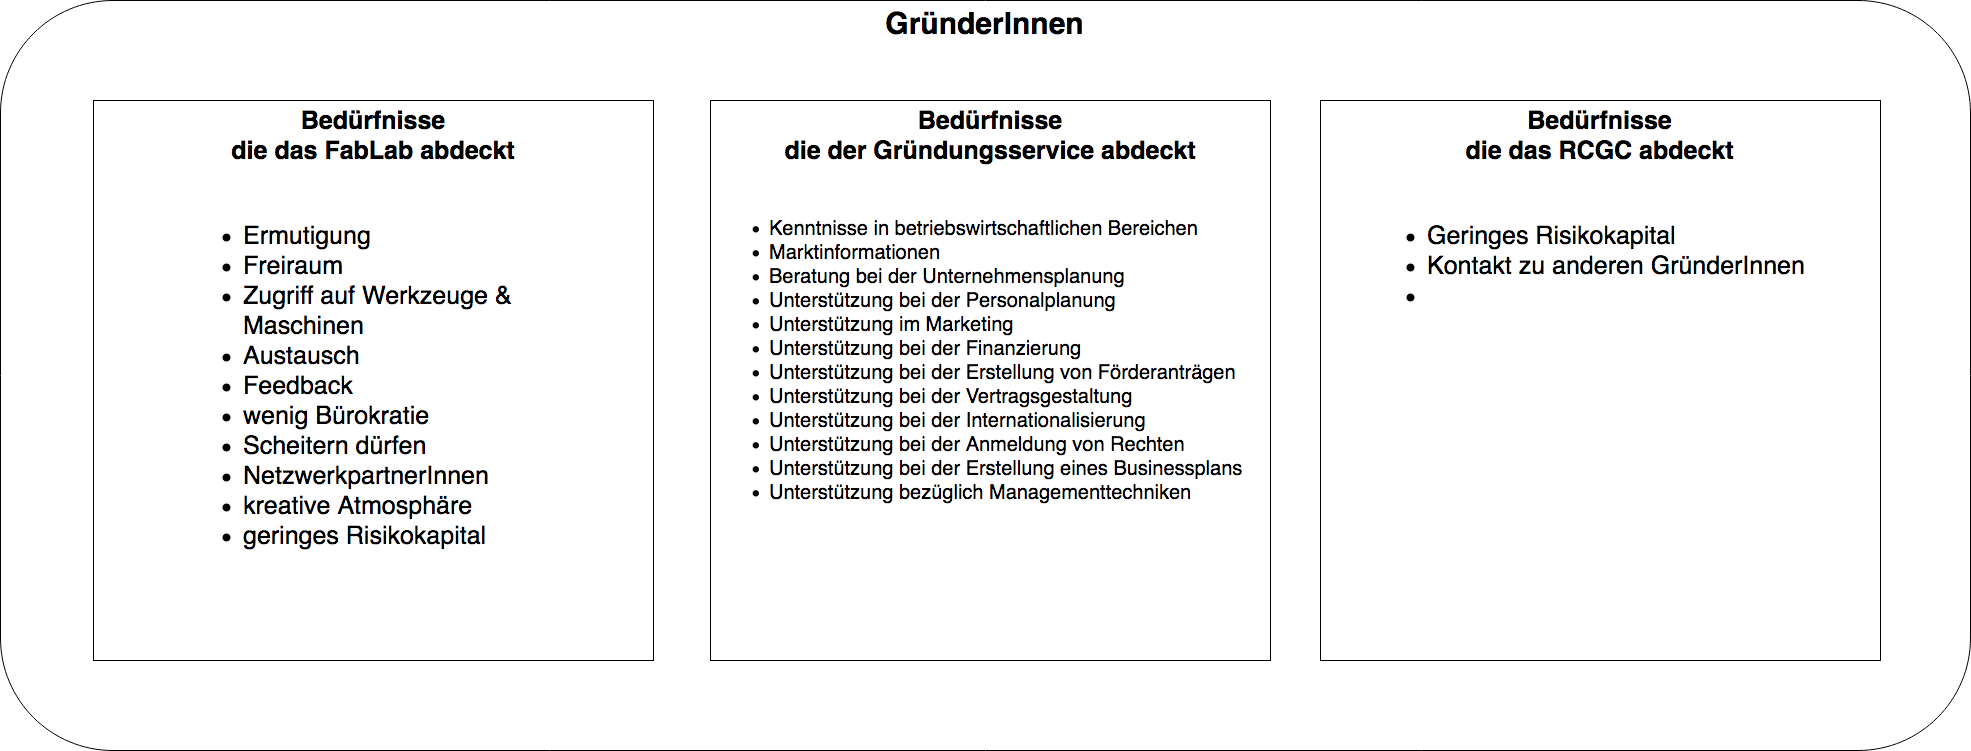 GründerInnen
Bedürfnisse
die das FabLab abdeckt
• Ermutigung
• Freiraum
• Zugriff auf Werkzeuge &
Maschinen
• Austausch
• Feedback
• wenig Bürokratie
• Scheitern dürfen
• NetzwerkpartnerInnen
• kreative Atmosphäre
• geringes Risikokapital
Bedürfnisse
die der Gründungsservice abdeckt
• Kenntnisse in betriebswirtschaftlichen Bereichen
• Marktinformationen
• Beratung bei der Unternehmensplanung
• Unterstützung bei der Personalplanung
• Unterstützung im Marketing
• Unterstützung bei der Finanzierung
• Unterstützung bei der Erstellung von Förderanträgen
• Unterstützung bei der Vertragsgestaltung
• Unterstützung bei der Internationalisierung
• Unterstützung bei der Anmeldung von Rechten
• Unterstützung bei der Erstellung eines Businessplans
• Unterstützung bezüglich Managementtechniken
Bedürfnisse
die das RCGC abdeckt
• Geringes Risikokapital
• Kontakt zu anderen GründerInnen
•